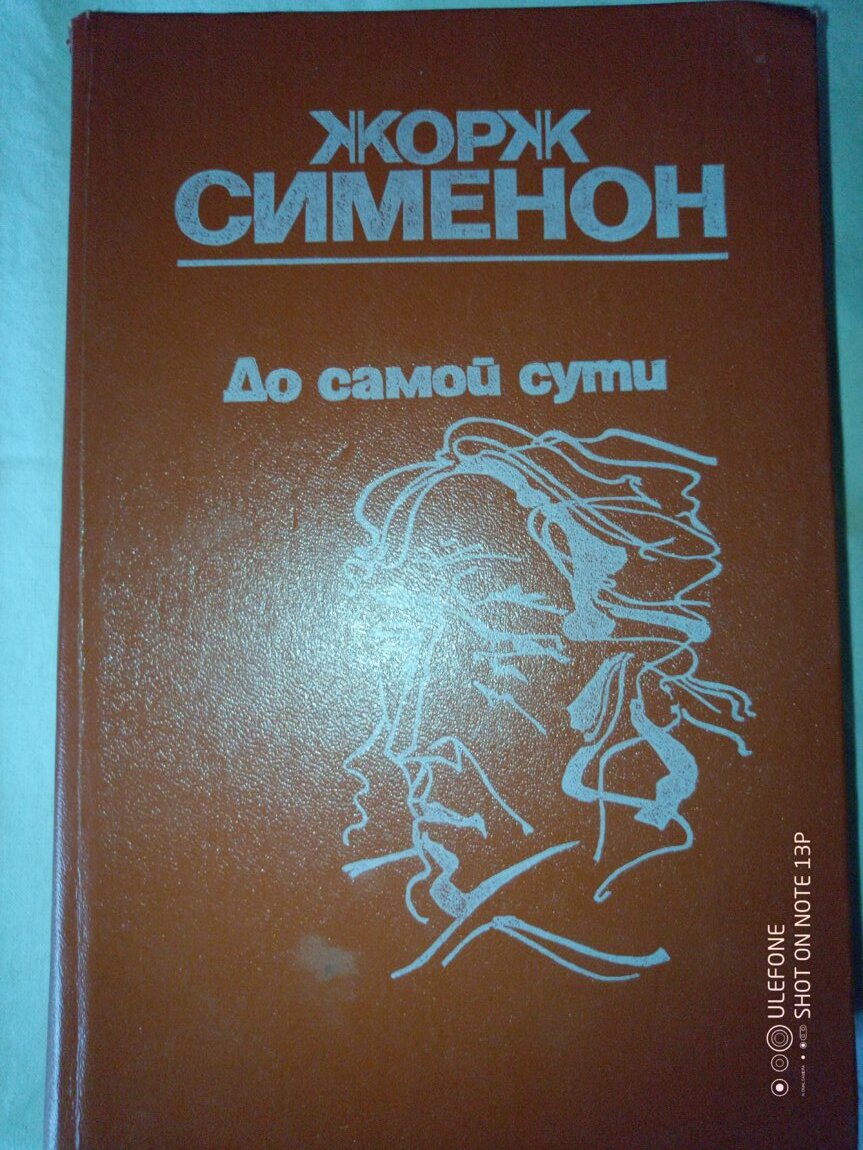 ЖОРЖ
СИМЕНОН
До самой сути
ULEFONE
SHOT ON NOTE 13P